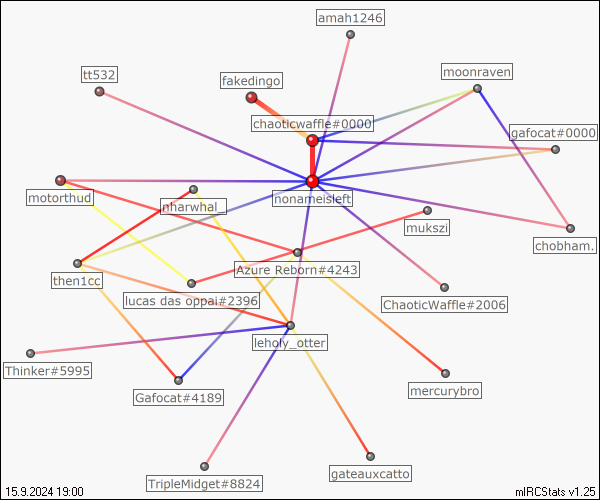 amah1246
tt532
fakedingo
moonraven
chaoticwaffle#0000
gafocat#0000
motorthud
nharwhal_
nonameisleft
mukszi
chobham.
then1cc
Azure Reborn#4243
lucas das oppai#2396
ChaoticWaffle#2006
leholy_otter
Thinker#5995
Gafocat#4189
mercurybro
TripleMidget#8824
gateauxcatto
15.9.2024 19:00
mIRCStats v1.25